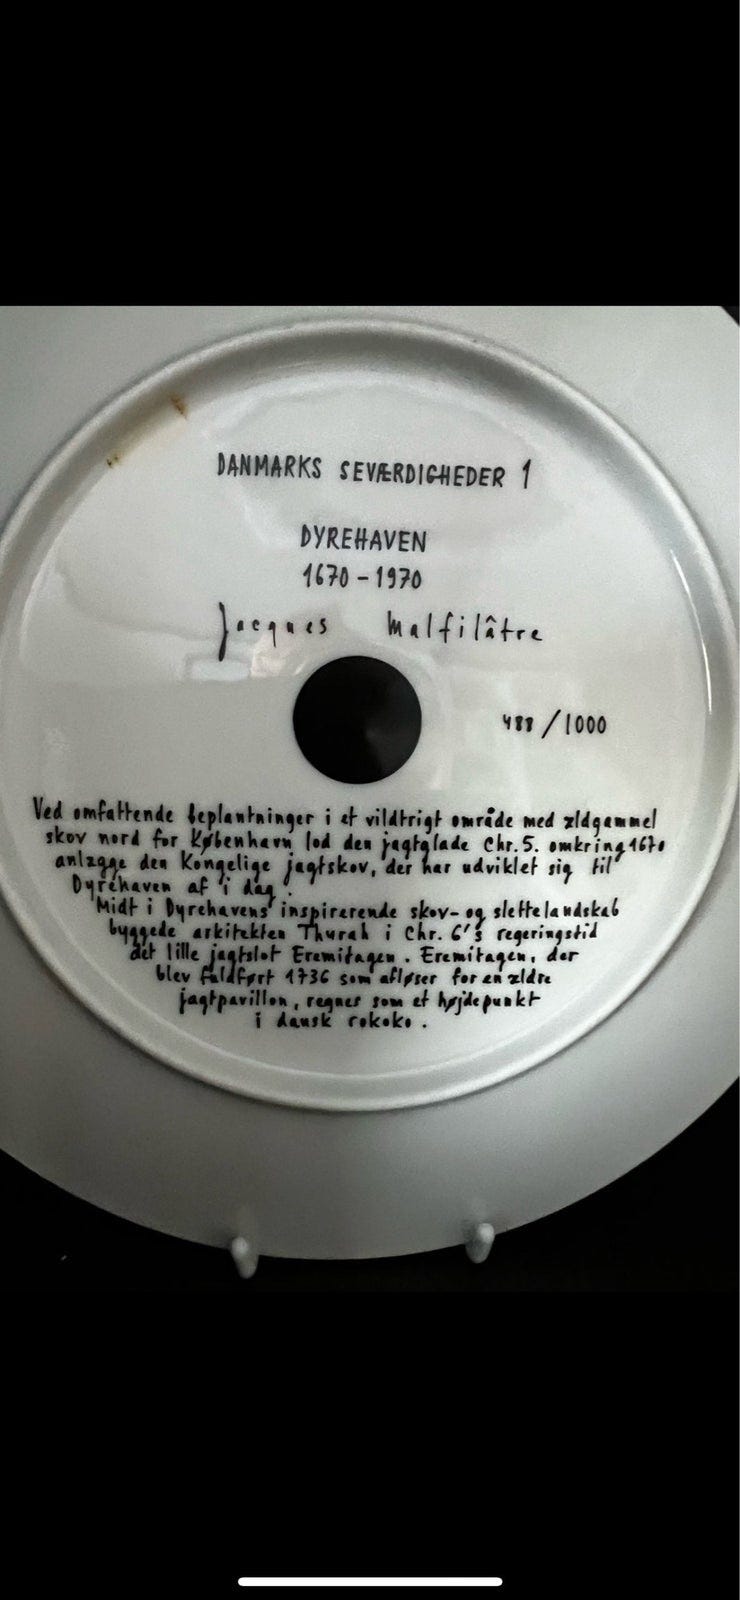 DANMARKS SEVÆRDIGHEDER 1
DYREHAVEN
1670-1970
Jacques Malfilâtre
488/1000
Ved omfattende beplantninger i et vildtrigt område med ældgammel
skov nord for København lod den jagtglade Chr. 5. omkring 1670
anlægge den Kongelige jagtskov, der har udviklet sig til
Dyrehaven af i dag.
Midt i Dyrehavens inspirerende skov- og slettelandskab
byggede arkitekten Thurah i Chr. 6's regeringstid
det lille jagtslot Eremitagen. Eremitagen, der
blev fuldført 1736 som afløser for en ældre
jagtpavillon, regnes som et højdepunkt
i dansk rokoko.